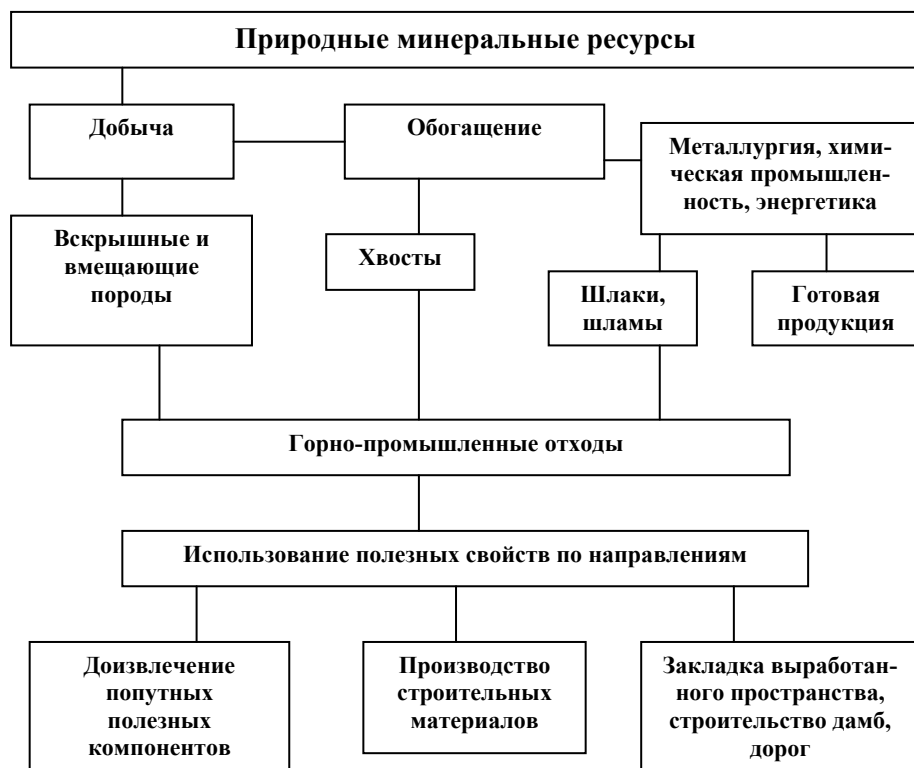 Природные минеральные ресурсы
Добыча
Обогащение
Металлургия, хими-
ческая промышлен-
ность, энергетика
Вскрышные и
вмещающие
породы
Хвосты
Шлаки,
шламы
Готовая
продукция
Горно-промышленные отходы
Использование полезных свойств по направлениям
Доизвлечение
попутных
полезных
компонентов
Производство
строительных
материалов
Закладка выработан-
ного пространства,
строительство дамб,
дорог